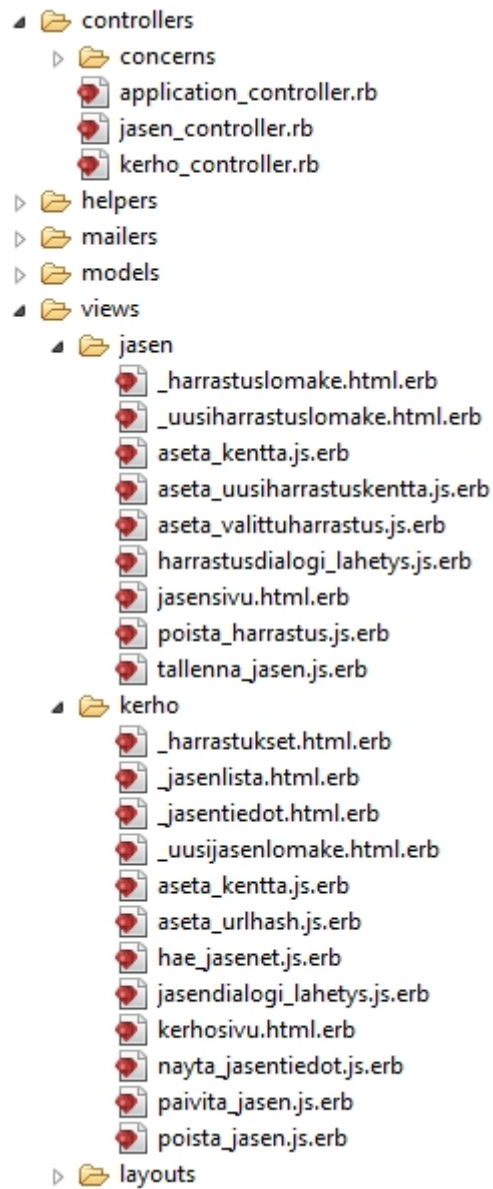 controllers
concerns
application_controller.rb
jasen_controller.rb
kerho_controller.rb
helpers
mailers
models
views
jasen
_harrastuslomake.html.erb
_uusiharrastuslomake.html.erb
aseta_kentta.js.erb
aseta_uusiharrastuskentta.js.erb
aseta_valittuharrastus.js.erb
harrastusdialogi_lahetys.js.erb
jasensivu.html.erb
poista_harrastus.js.erb
tallenna_jasen.js.erb
kerho
_harrastukset.html.erb
_jasenlista.html.erb
_jasentiedot.html.erb
_uusijasenlomake.html.erb
aseta_kentta.js.erb
aseta_urlhash.js.erb
hae_jasenet.js.erb
jasendialogi_lahetys.js.erb
kerhosivu.html.erb
nayta_jasentiedot.js.erb
paivita_jasen.js.erb
poista_jasen.js.erb
layouts